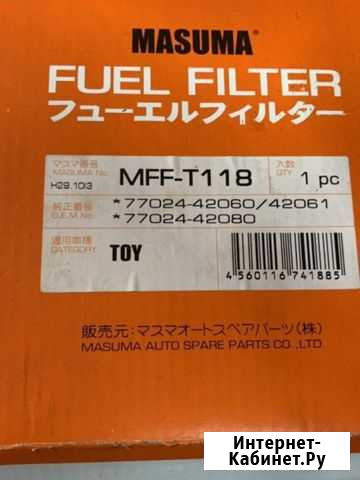 MASUMA®
FUEL FILTER
フューエルフィルター
マスマ番号
MASUMA No.
MFF-T118
入数
QTY
1 pc
H29.10I3
純正番号
O.E.M No.
*77024-42060/42061
*77024-42080
適用車種
CATEGORY
TOY
4 560116 741885
販売元:マスマオートスペアパーツ(株)
MASUMA AUTO SPARE PARTS CO.,LTD.
Интернет-
Кабинет.Ру